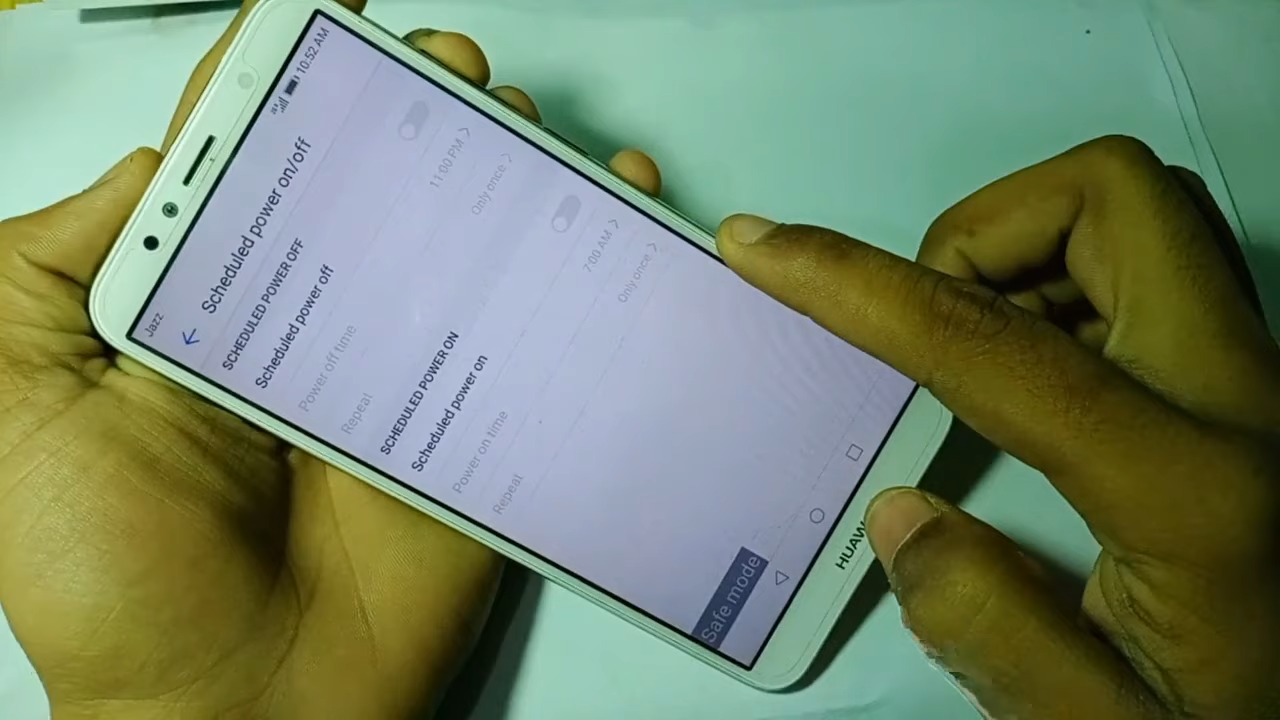 Jazz
10:52 AM
Scheduled power on/off
SCHEDULED POWER OFF
Scheduled power off
Power off time 11:00 PM
Repeat Only once
SCHEDULED POWER ON
Scheduled power on
Power on time 7:00 AM
Repeat Only once
Safe mode